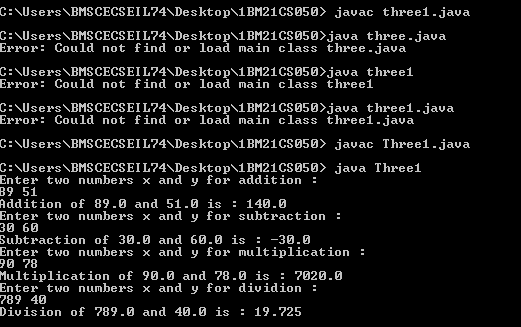 C:\Users\BMSCECSEIL74\Desktop\1BM21CS050> javac three1.java
C:\Users\BMSCECSEIL74\Desktop\1BM21CS050>java three.java
Error: Could not find or load main class three.java
C:\Users\BMSCECSEIL74\Desktop\1BM21CS050>java three1
Error: Could not find or load main class three1
C:\Users\BMSCECSEIL74\Desktop\1BM21CS050>java three1.java
Error: Could not find or load main class three1.java
C:\Users\BMSCECSEIL74\Desktop\1BM21CS050> javac Three1.java
C:\Users\BMSCECSEIL74\Desktop\1BM21CS050> java Three1
Enter two numbers x and y for addition :
89 51
Addition of 89.0 and 51.0 is : 140.0
Enter two numbers x and y for subtraction :
30 60
Subtraction of 30.0 and 60.0 is : -30.0
Enter two numbers x and y for multiplication :
90 78
Multiplication of 90.0 and 78.0 is : 7020.0
Enter two numbers x and y for dividion :
789 40
Division of 789.0 and 40.0 is : 19.725